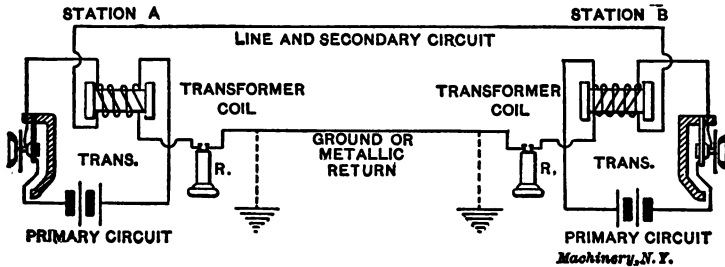 STATION A
STATION B
LINE AND SECONDARY CIRCUIT
TRANSFORMER
COIL
TRANSFORMER
COIL
GROUND OR
METALLIC
RETURN
TRANS.
R.
R.
TRANS.
PRIMARY CIRCUIT
PRIMARY CIRCUIT
Machinery, N.Y.